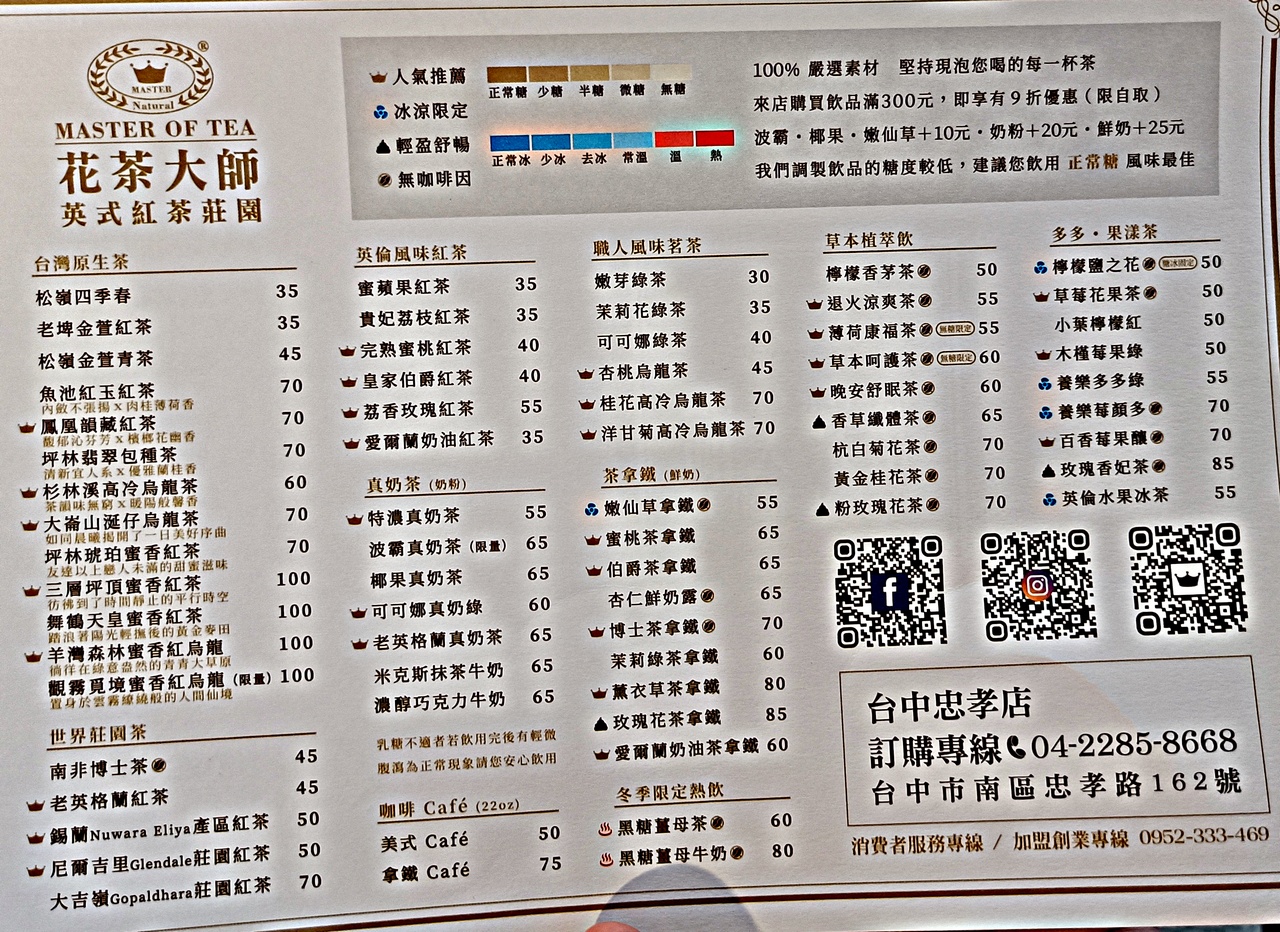 MASTER
Natural
®
MASTER OF TEA
花茶大師
英式紅茶莊園
人氣推薦
冰涼限定
輕盈舒暢
無咖啡因
正常糖 少糖 半糖 微糖 無糖
正常冰 少冰 去冰 常溫 溫 熱
100% 嚴選素材 堅持現泡您喝的每一杯茶
來店購買飲品滿300元，即享有9折優惠（限自取）
波霸・椰果・嫩仙草+10元・奶粉+20元・鮮奶+25元
我們調製飲品的糖度較低，建議您飲用 正常糖 風味最佳
台灣原生茶
松嶺四季春 35
老埤金萱紅茶 35
松嶺金萱青茶 45
魚池紅玉紅茶 70
內斂不張揚x肉桂薄荷香
鳳凰韻藏紅茶 70
馥郁沁芬芳x檳榔花幽香
坪林翡翠包種茶 70
清新宜人系x優雅蘭桂香
杉林溪高冷烏龍茶 60
茶韻味無窮x暖陽般馨香
大崙山涎仔烏龍茶 70
如同晨曦揭開了一日美好序曲
坪林琥珀蜜香紅茶 70
友達以上戀人未滿的甜蜜滋味
三層坪頂蜜香紅茶 100
彷彿到了時間靜止的平行時空
舞鶴天皇蜜香紅茶 100
踏浪著陽光輕撫後的黃金麥田
羊灣森林蜜香紅烏龍 100
徜徉在綠意盎然的青青大草原
觀霧覓境蜜香紅烏龍（限量）100
置身於雲霧繚繞般的人間仙境
世界莊園茶
南非博士茶 45
老英格蘭紅茶 45
錫蘭Nuwara Eliya產區紅茶 50
尼爾吉里Glendale莊園紅茶 50
大吉嶺Gopaldhara莊園紅茶 70
英倫風味紅茶
蜜蘋果紅茶 35
貴妃荔枝紅茶 35
完熟蜜桃紅茶 40
皇家伯爵紅茶 40
荔香玫瑰紅茶 55
愛爾蘭奶油紅茶 35
真奶茶（奶粉）
特濃真奶茶 55
波霸真奶茶（限量） 65
椰果真奶茶 65
可可娜真奶綠 60
老英格蘭真奶茶 65
米克斯抹茶牛奶 65
濃醇巧克力牛奶 65
乳糖不適者若飲用完後有輕微
腹瀉為正常現象請您安心飲用
咖啡 Café (22oz)
美式 Café 50
拿鐵 Café 75
職人風味茗茶
嫩芽綠茶 30
茉莉花綠茶 35
可可娜綠茶 40
杏桃烏龍茶 45
桂花高冷烏龍茶 70
洋甘菊高冷烏龍茶 70
茶拿鐵（鮮奶）
嫩仙草拿鐵 55
蜜桃茶拿鐵 65
伯爵茶拿鐵 65
杏仁鮮奶露 65
博士茶拿鐵 70
茉莉綠茶拿鐵 60
薰衣草茶拿鐵 80
玫瑰花茶拿鐵 85
愛爾蘭奶油茶拿鐵 60
冬季限定熱飲
黑糖薑母茶 60
黑糖薑母牛奶 80
草本植萃飲
檸檬香茅茶 50
退火涼爽茶 55
薄荷康福茶 無糖限定 55
草本呵護茶 無糖限定 60
晚安舒眠茶 60
香草纖體茶 65
杭白菊花茶 70
黃金桂花茶 70
粉玫瑰花茶 70
多多・果漾茶
檸檬鹽之花 糖冰固定 50
草莓花果茶 50
小葉檸檬紅 50
木槿莓果綠 50
養樂多多綠 55
養樂莓顏多 70
百香莓果釀 70
玫瑰香妃茶 85
英倫水果冰茶 55
台中忠孝店
訂購專線 04-2285-8668
台中市南區忠孝路162號
消費者服務專線 / 加盟創業專線 0952-333-469